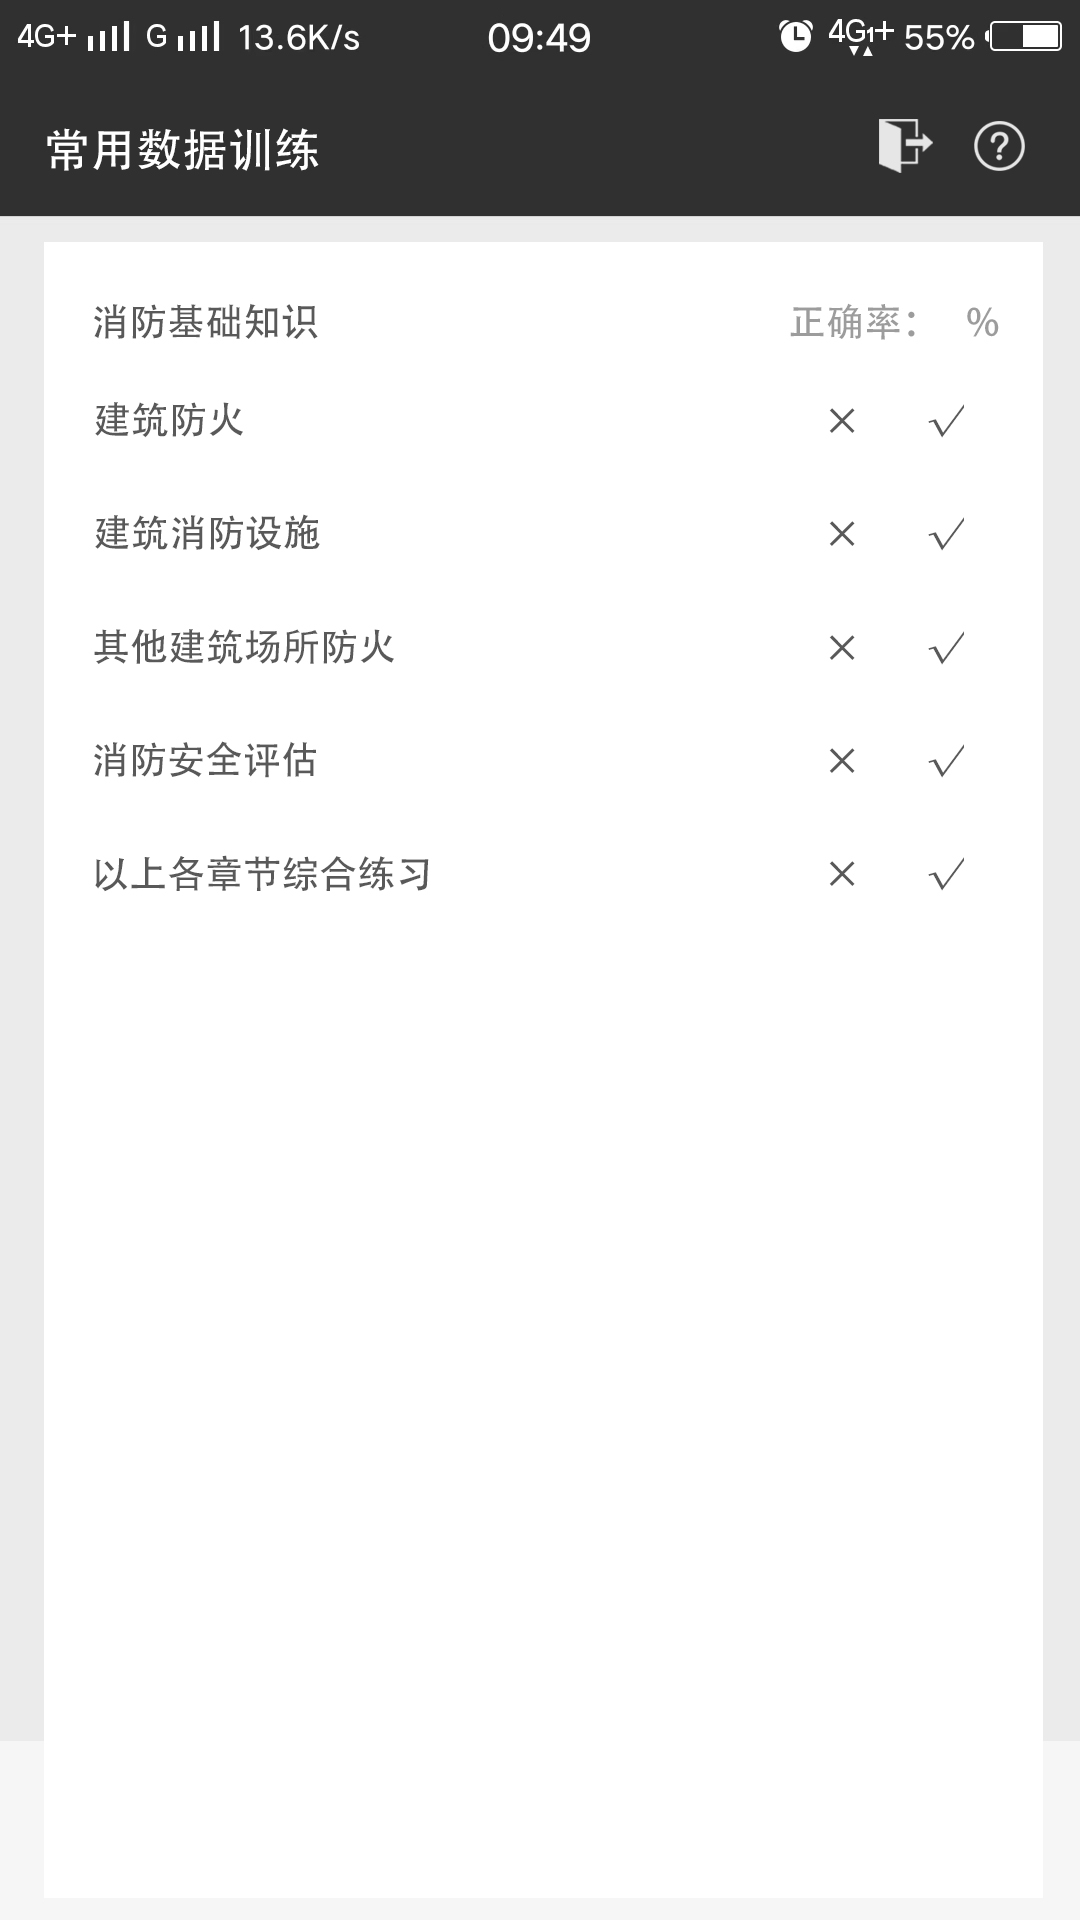 4G+ G 13.6K/s 09:49 4G1+ 55%
常用数据训练 ?
消防基础知识 正确率： %
建筑防火 × √
建筑消防设施 × √
其他建筑场所防火 × √
消防安全评估 × √
以上各章节综合练习 × √